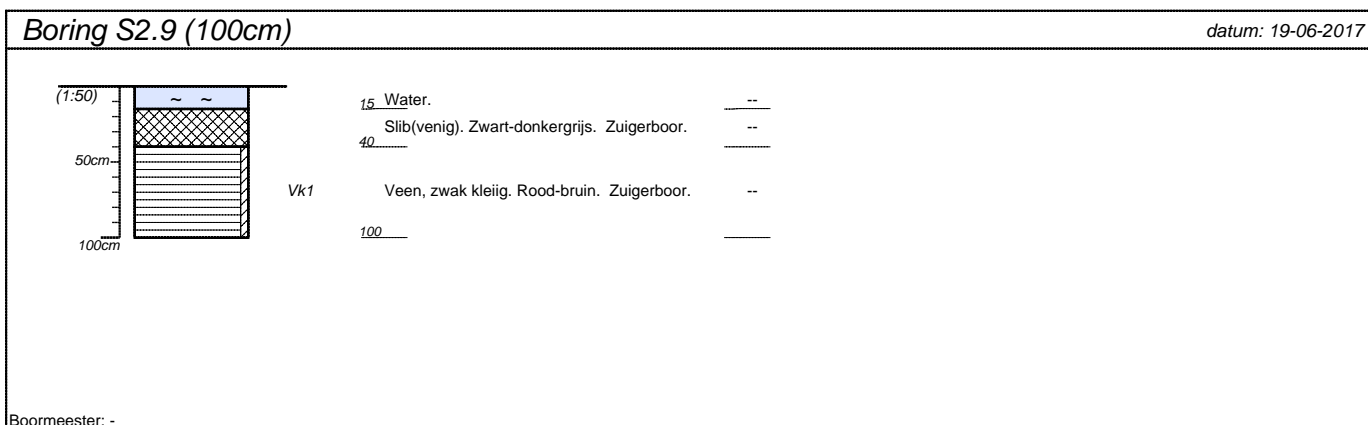 Boring S2.9 (100cm) datum: 19-06-2017
(1:50) ~ ~ 15 Water. --
Slib(venig). Zwart-donkergrijs. Zuigerboor. --
40
50cm
Vk1 Veen, zwak kleiig. Rood-bruin. Zuigerboor. --
100
100cm
Boormeester: -